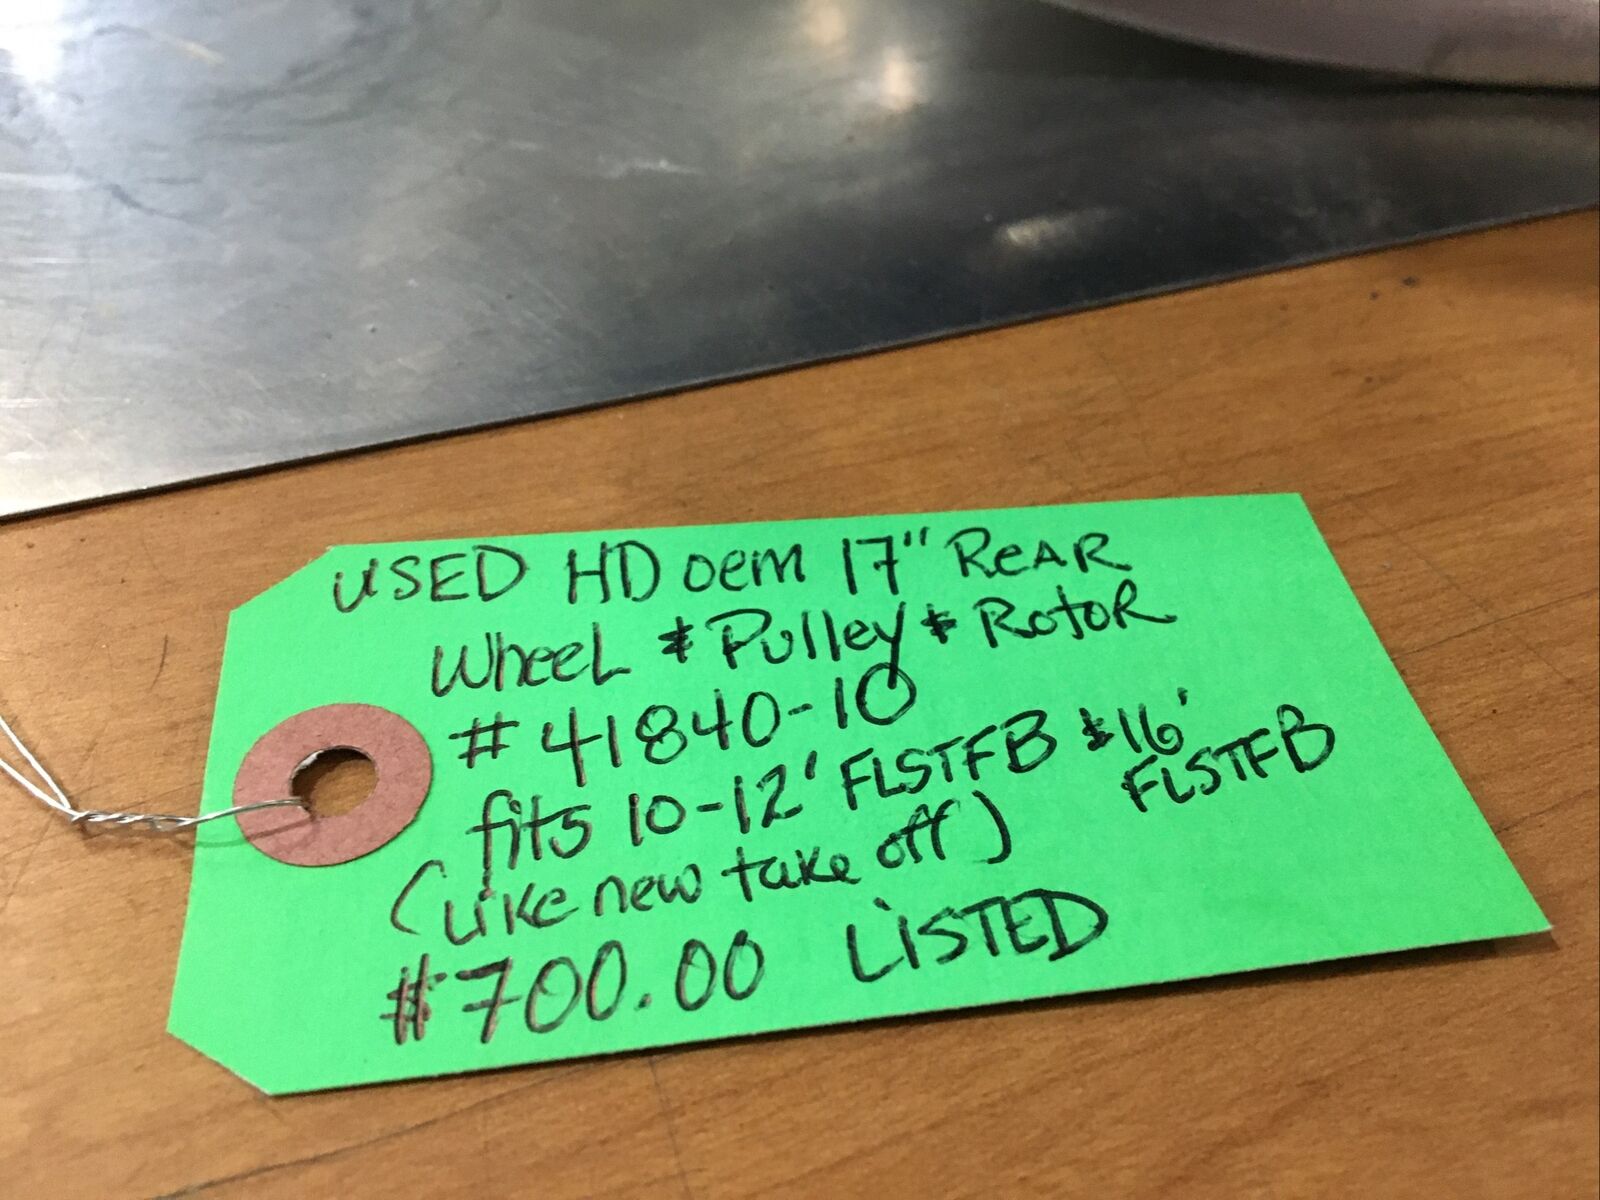 USED HD oem 17" REAR
WheeL & Pulley & RotoR
#41840-10
fits 10-12' FLSTFB & 16'
FLSTFB
(Like new take off)
$700.00 LiSTED